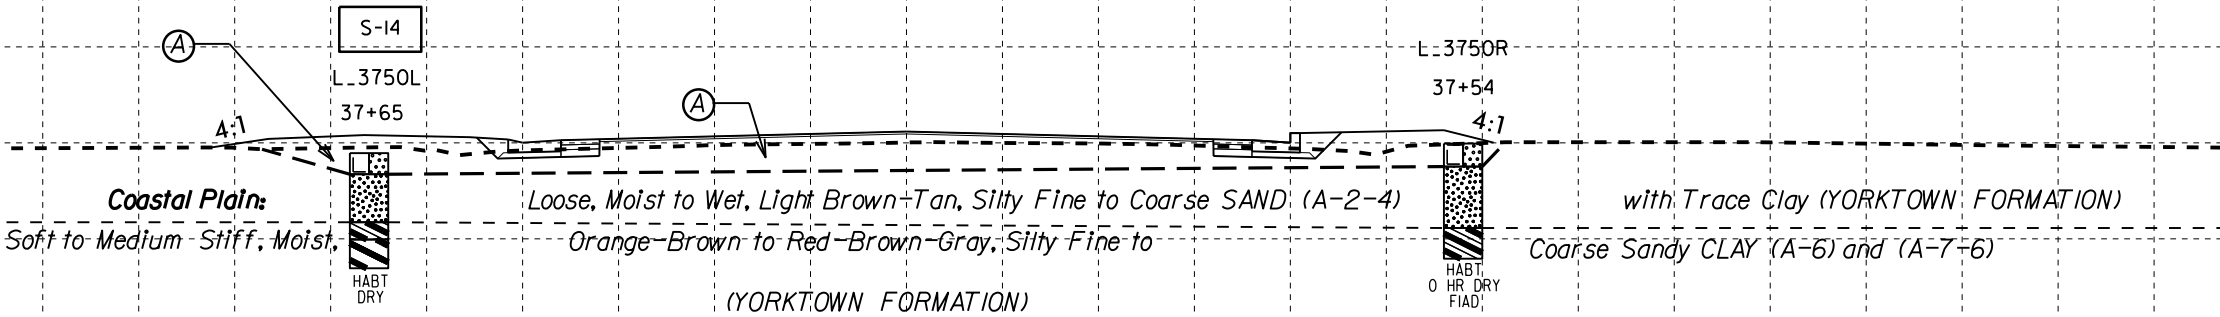 S-14
L_3750L
37+65
4:1
A
A
L_3750R
37+54
4:1
Coastal Plain: Loose, Moist to Wet, Light Brown-Tan, Silty Fine to Coarse SAND (A-2-4) with Trace Clay (YORKTOWN FORMATION)
Soft to Medium Stiff, Moist, Orange-Brown to Red-Brown-Gray, Silty Fine to Coarse Sandy CLAY (A-6) and (A-7-6)
(YORKTOWN FORMATION)
HABT
DRY
HABT
0 HR DRY
FIAD